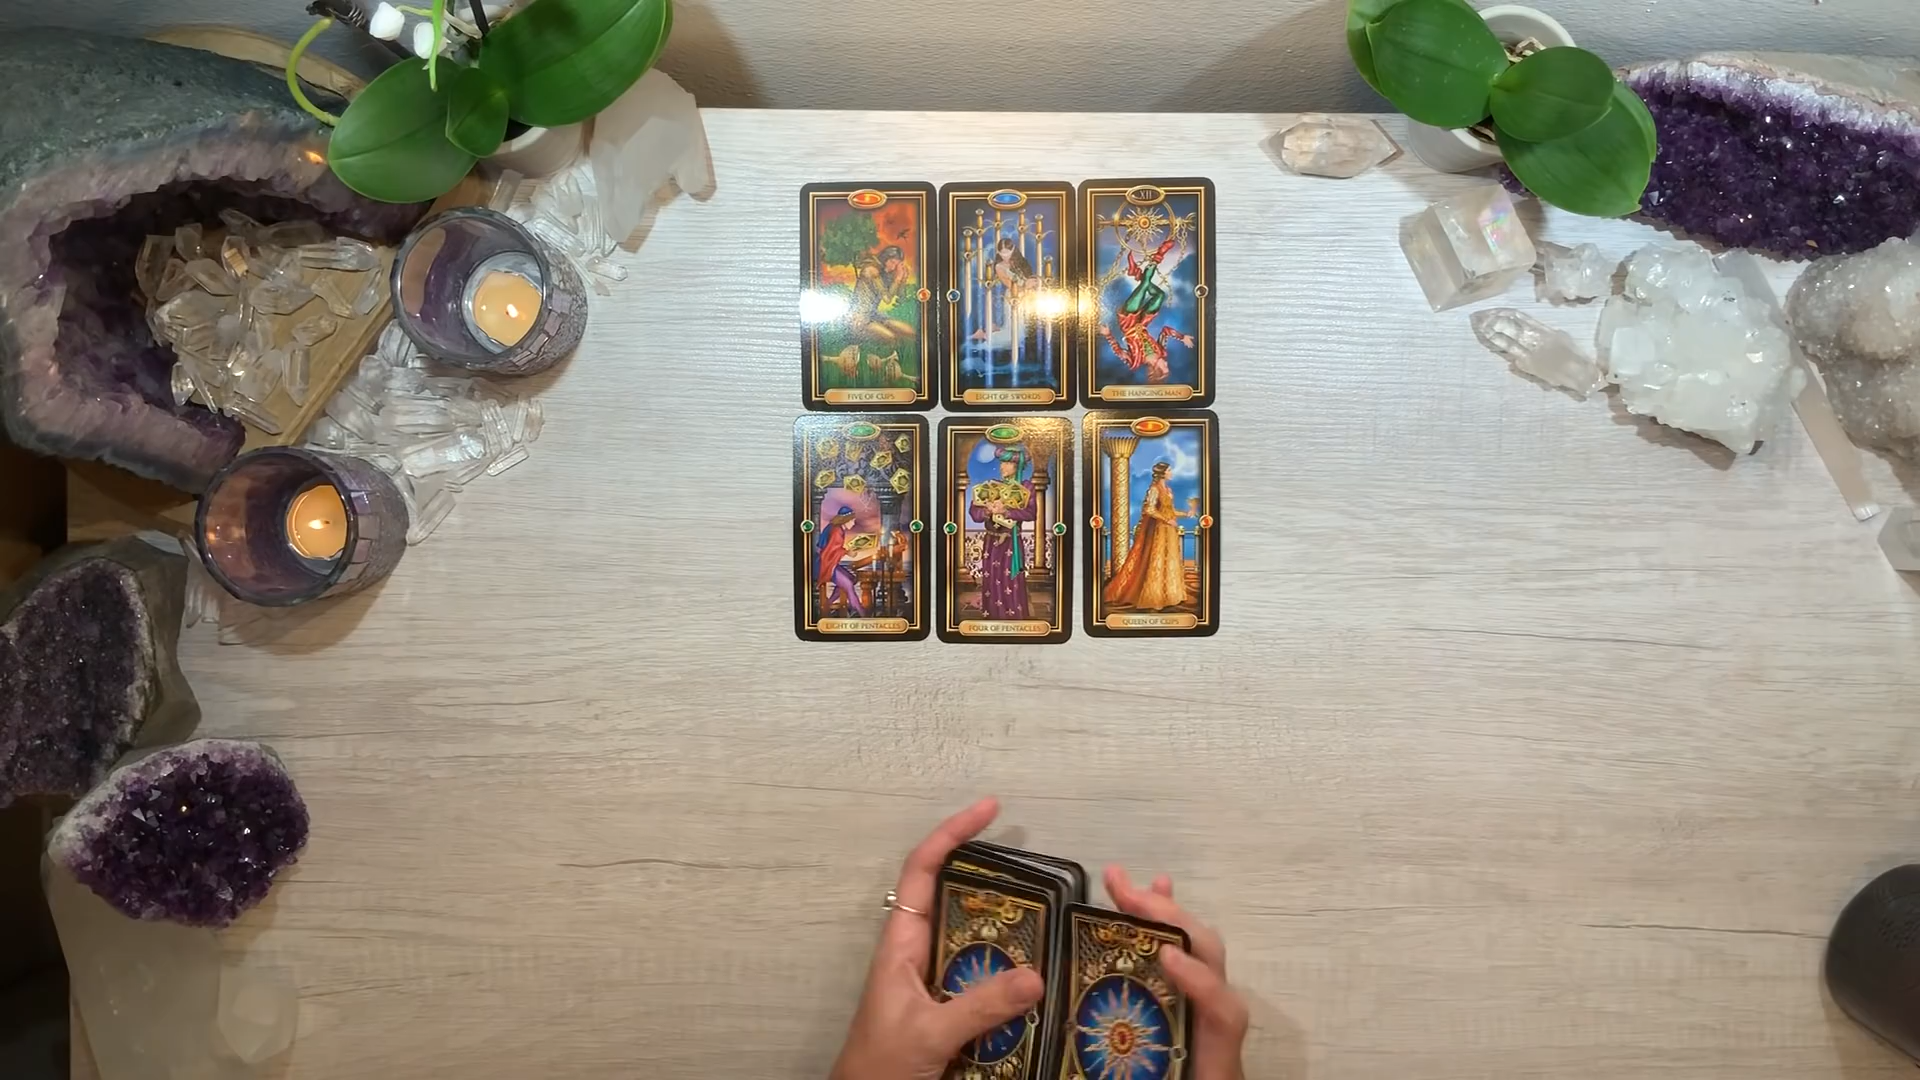 FIVE OF CUPS
EIGHT OF SWORDS
XII
THE HANGING MAN
EIGHT OF PENTACLES
FOUR OF PENTACLES
QUEEN OF CUPS